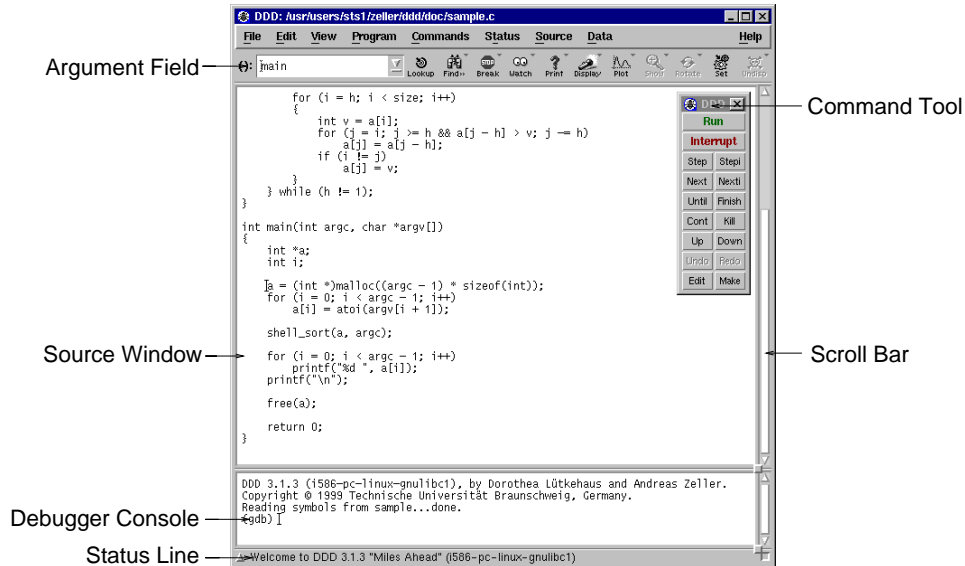 DDD: /usr/users/sts1/zeller/ddd/doc/sample.c
File Edit View Program Commands Status Source Data Help
Argument Field
(): main
Lookup Find>> Break Watch Print Display Plot Show Rotate Set Undisp
for (i = h; i < size; i++)
{
int v = a[i];
for (j = i; j >= h && a[j - h] > v; j -= h)
a[j] = a[j - h];
if (i != j)
a[j] = v;
}
} while (h != 1);
}
int main(int argc, char *argv[])
{
int *a;
int i;
a = (int *)malloc((argc - 1) * sizeof(int));
for (i = 0; i < argc - 1; i++)
a[i] = atoi(argv[i + 1]);
shell_sort(a, argc);
for (i = 0; i < argc - 1; i++)
printf("%d ", a[i]);
printf("\n");
free(a);
return 0;
}
DDD
Run
Interrupt
Step Stepi
Next Nexti
Until Finish
Cont Kill
Up Down
Undo Redo
Edit Make
Command Tool
Source Window
Scroll Bar
DDD 3.1.3 (i586-pc-linux-gnulibc1), by Dorothea Lütkehaus and Andreas Zeller.
Copyright © 1999 Technische Universität Braunschweig, Germany.
Reading symbols from sample...done.
Debugger Console
(gdb)
Status Line
Welcome to DDD 3.1.3 "Miles Ahead" (i586-pc-linux-gnulibc1)